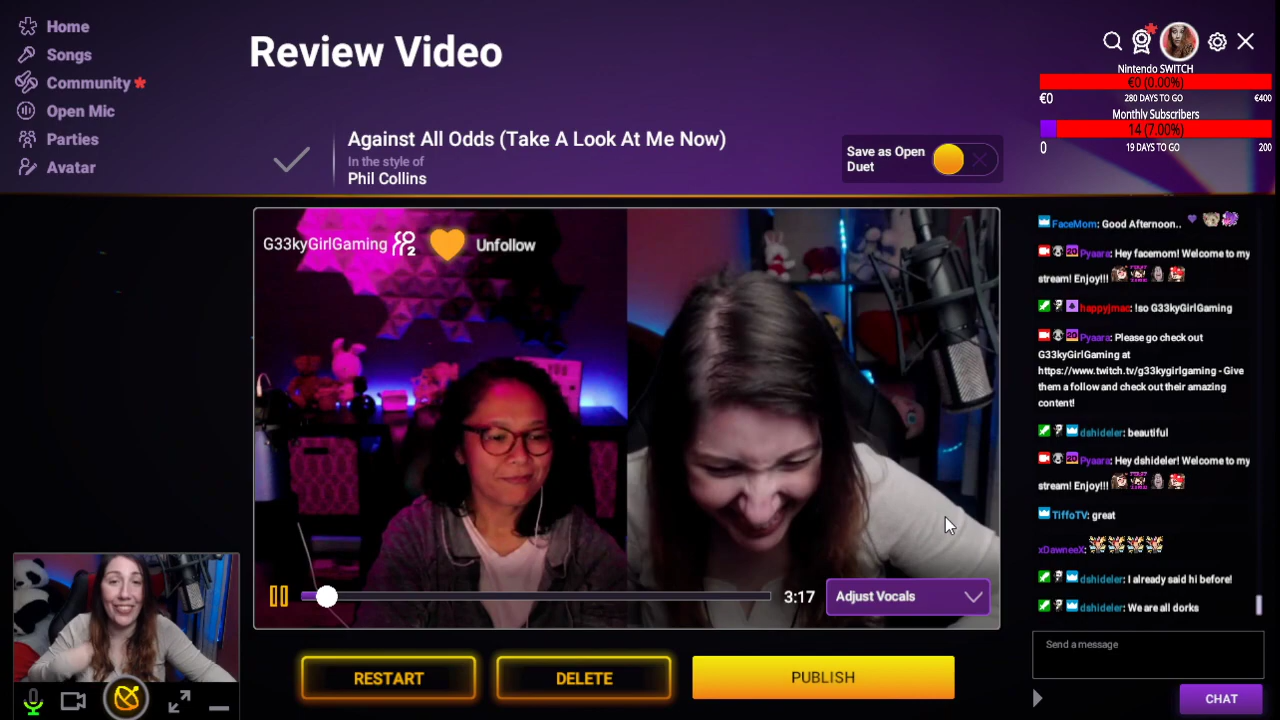 Home
Songs
Community
Open Mic
Parties
Avatar
Review Video
Nintendo SWITCH
€0 (0.00%)
€0 280 DAYS TO GO €400
Monthly Subscribers
14 (7.00%)
0 19 DAYS TO GO 200
Against All Odds (Take A Look At Me Now)
In the style of
Phil Collins
Save as Open
Duet
G33kyGirlGaming 2 Unfollow
3:17
Adjust Vocals
RESTART
DELETE
PUBLISH
FaceMom: Good Afternoon..
20 Pyaara: Hey facemom! Welcome to my
stream! Enjoy!!!
happyjmac: !so G33kyGirlGaming
20 Pyaara: Please go check out
G33kyGirlGaming at
https://www.twitch.tv/g33kygirlgaming - Give
them a follow and check out their amazing
content!
dshideler: beautiful
20 Pyaara: Hey dshideler! Welcome to my
stream! Enjoy!!!
TiffoTV: great
xDawneeX:
dshideler: I already said hi before!
dshideler: We are all dorks
Send a message
CHAT